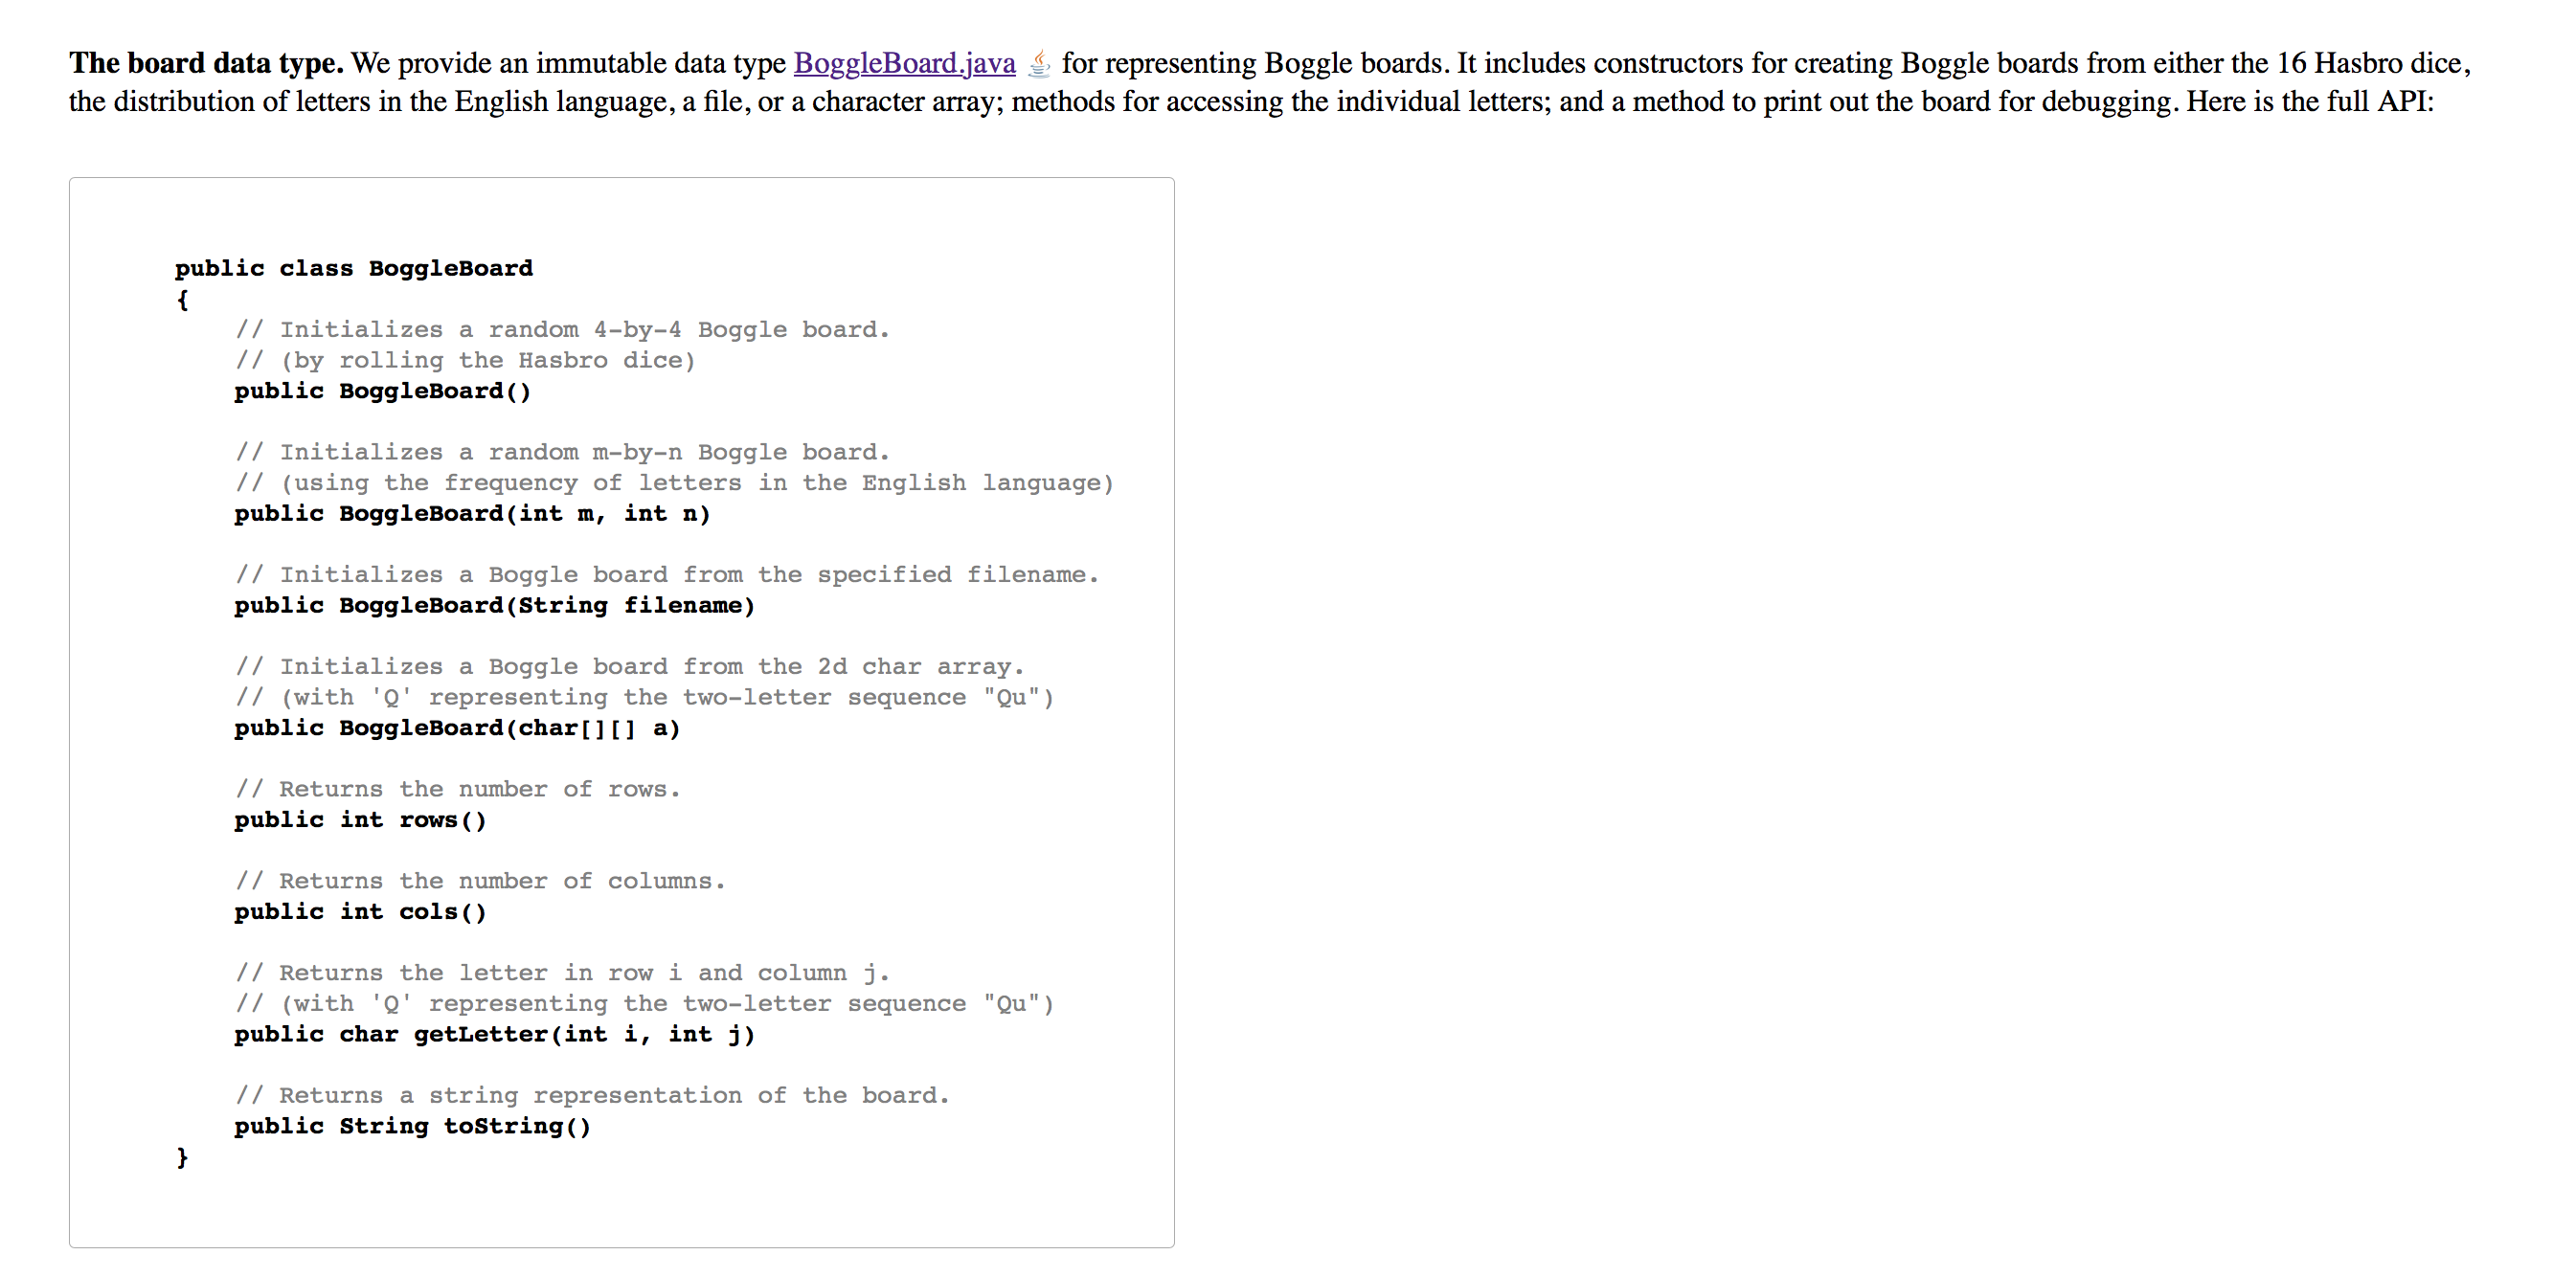 The board data type. We provide an immutable data type BoggleBoard.java for representing Boggle boards. It includes constructors for creating Boggle boards from either the 16 Hasbro dice,
the distribution of letters in the English language, a file, or a character array; methods for accessing the individual letters; and a method to print out the board for debugging. Here is the full API:
public class BoggleBoard
{
// Initializes a random 4-by-4 Boggle board.
// (by rolling the Hasbro dice)
public BoggleBoard()
// Initializes a random m-by-n Boggle board.
// (using the frequency of letters in the English language)
public BoggleBoard(int m, int n)
// Initializes a Boggle board from the specified filename.
public BoggleBoard(String filename)
// Initializes a Boggle board from the 2d char array.
// (with 'Q' representing the two-letter sequence "Qu")
public BoggleBoard(char[][] a)
// Returns the number of rows.
public int rows()
// Returns the number of columns.
public int cols()
// Returns the letter in row i and column j.
// (with 'Q' representing the two-letter sequence "Qu")
public char getLetter(int i, int j)
// Returns a string representation of the board.
public String toString()
}